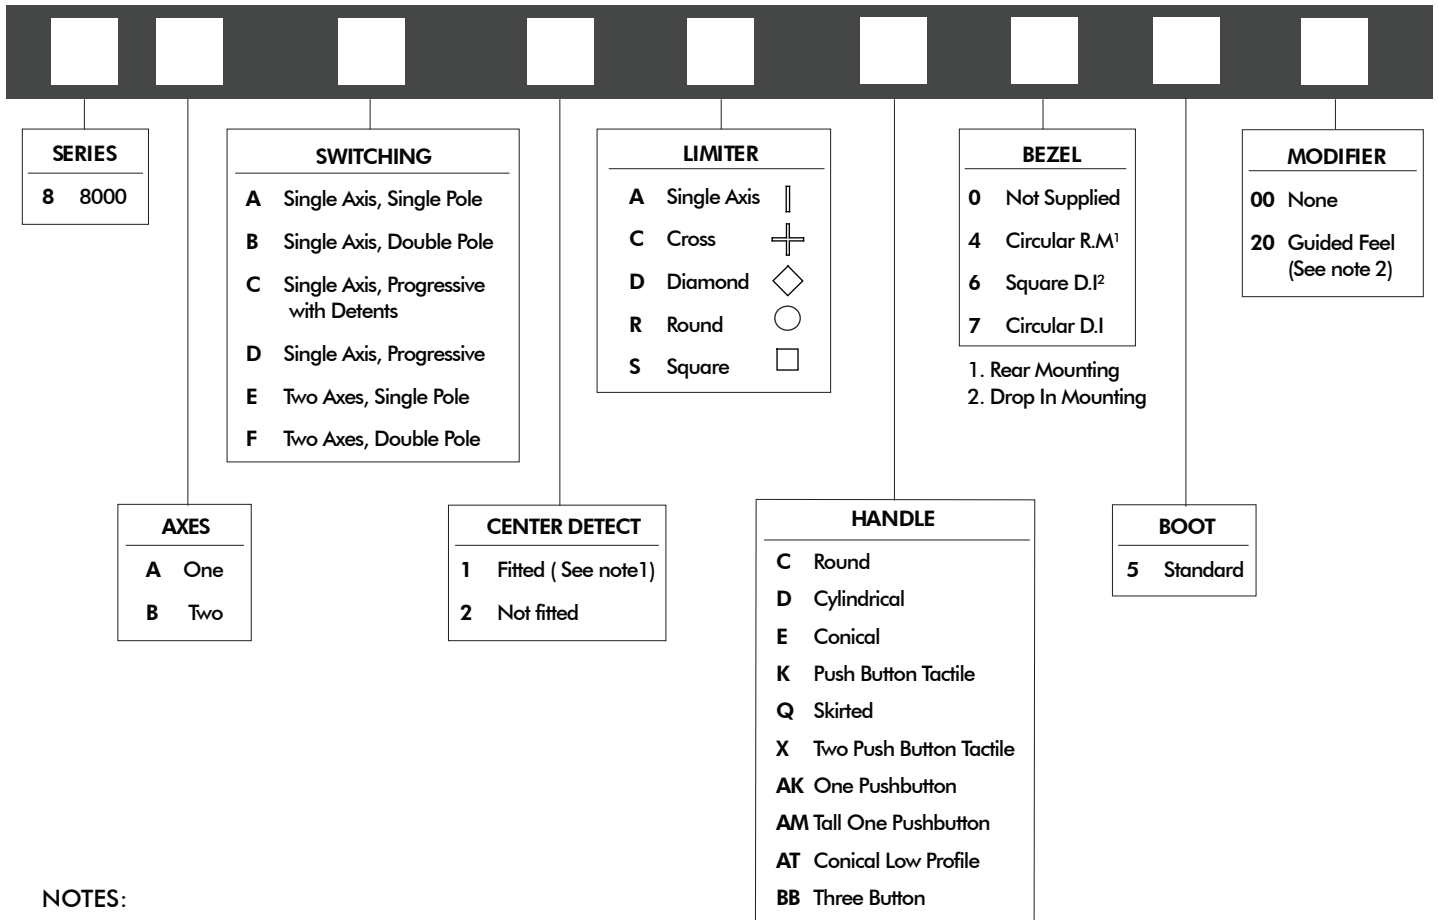 SERIES
8 8000
SWITCHING
A Single Axis, Single Pole
B Single Axis, Double Pole
C Single Axis, Progressive
with Detents
D Single Axis, Progressive
E Two Axes, Single Pole
F Two Axes, Double Pole
LIMITER
A Single Axis
C Cross
D Diamond
R Round
S Square
BEZEL
0 Not Supplied
4 Circular R.M¹
6 Square D.I²
7 Circular D.I
1. Rear Mounting
2. Drop In Mounting
MODIFIER
00 None
20 Guided Feel
(See note 2)
AXES
A One
B Two
CENTER DETECT
1 Fitted ( See note1)
2 Not fitted
HANDLE
C Round
D Cylindrical
E Conical
K Push Button Tactile
Q Skirted
X Two Push Button Tactile
AK One Pushbutton
AM Tall One Pushbutton
AT Conical Low Profile
BB Three Button
BOOT
5 Standard
NOTES: